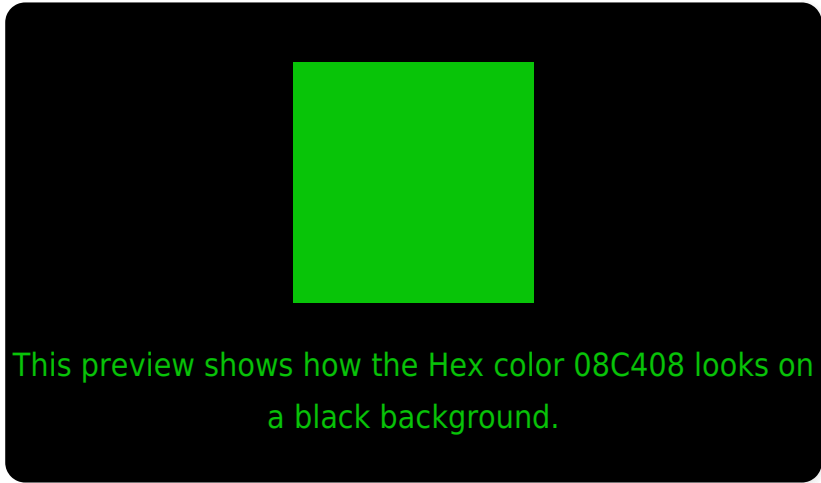 This preview shows how the Hex color 08C408 looks on
a black background.